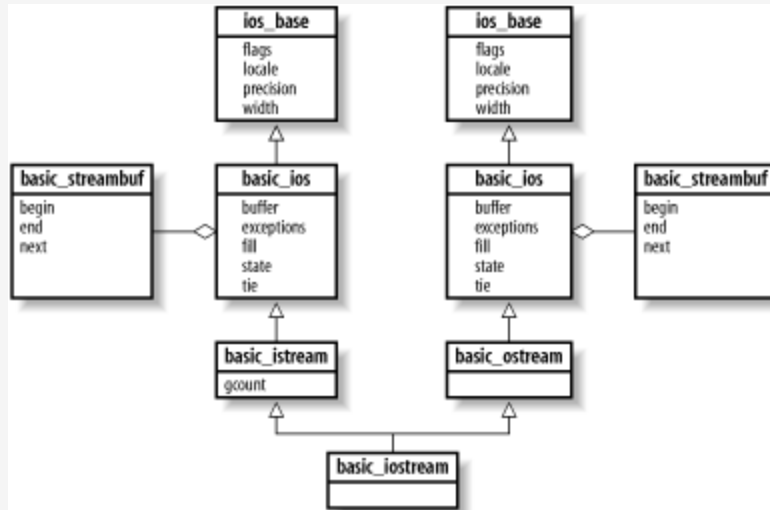 ios_base
flags
locale
precision
width
ios_base
flags
locale
precision
width
basic_streambuf
begin
end
next
basic_ios
buffer
exceptions
fill
state
tie
basic_ios
buffer
exceptions
fill
state
tie
basic_streambuf
begin
end
next
basic_istream
gcount
basic_ostream
basic_iostream